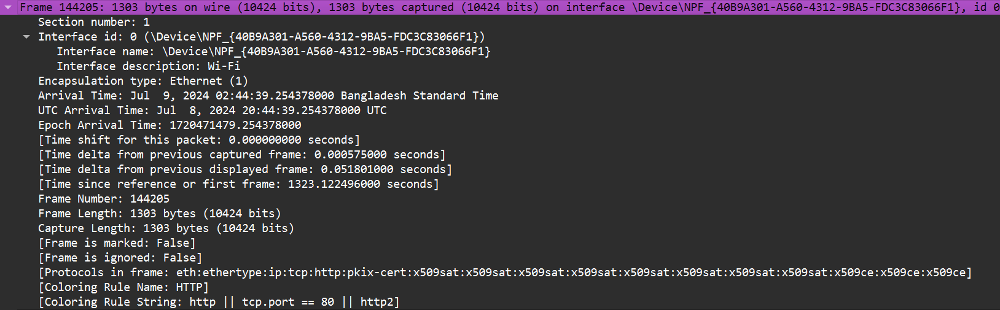 Frame 144205: 1303 bytes on wire (10424 bits), 1303 bytes captured (10424 bits) on interface \Device\NPF_{40B9A301-A560-4312-9BA5-FDC3C83066F1}, id 0
Section number: 1
Interface id: 0 (\Device\NPF_{40B9A301-A560-4312-9BA5-FDC3C83066F1})
Interface name: \Device\NPF_{40B9A301-A560-4312-9BA5-FDC3C83066F1}
Interface description: Wi-Fi
Encapsulation type: Ethernet (1)
Arrival Time: Jul  9, 2024 02:44:39.254378000 Bangladesh Standard Time
UTC Arrival Time: Jul  8, 2024 20:44:39.254378000 UTC
Epoch Arrival Time: 1720471479.254378000
[Time shift for this packet: 0.000000000 seconds]
[Time delta from previous captured frame: 0.000575000 seconds]
[Time delta from previous displayed frame: 0.051801000 seconds]
[Time since reference or first frame: 1323.122496000 seconds]
Frame Number: 144205
Frame Length: 1303 bytes (10424 bits)
Capture Length: 1303 bytes (10424 bits)
[Frame is marked: False]
[Frame is ignored: False]
[Protocols in frame: eth:ethertype:ip:tcp:http:pkix-cert:x509sat:x509sat:x509sat:x509sat:x509sat:x509sat:x509sat:x509sat:x509ce:x509ce:x509ce]
[Coloring Rule Name: HTTP]
[Coloring Rule String: http || tcp.port == 80 || http2]